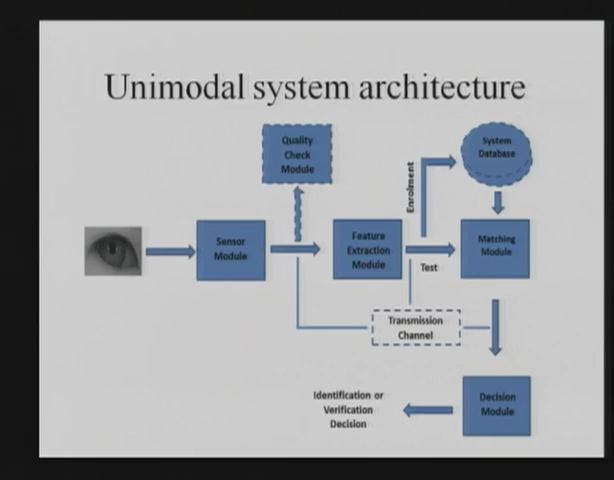 Unimodal system architecture
Quality
Check
Module
System
Database
Enrolment
Sensor
Module
Feature
Extraction
Module
Matching
Module
Test
Transmission
Channel
Identification or
Verification
Decision
Decision
Module